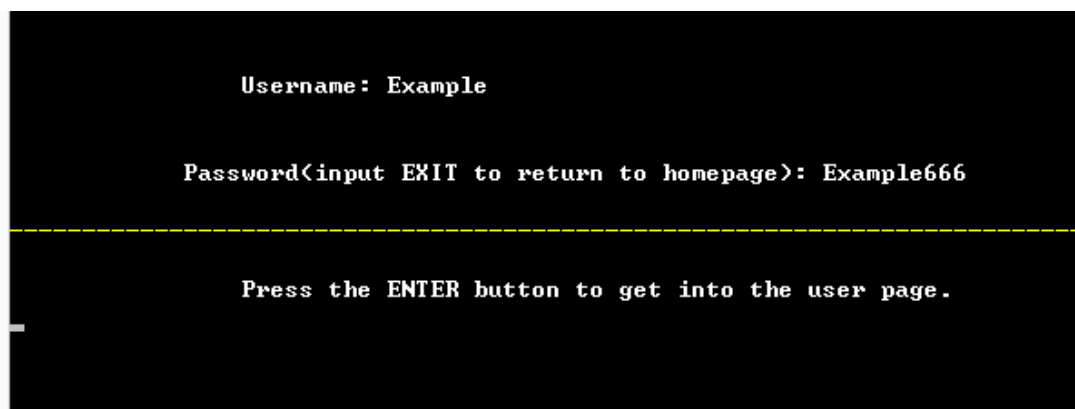 Username: Example
Password(input EXIT to return to homepage): Example666
Press the ENTER button to get into the user page.